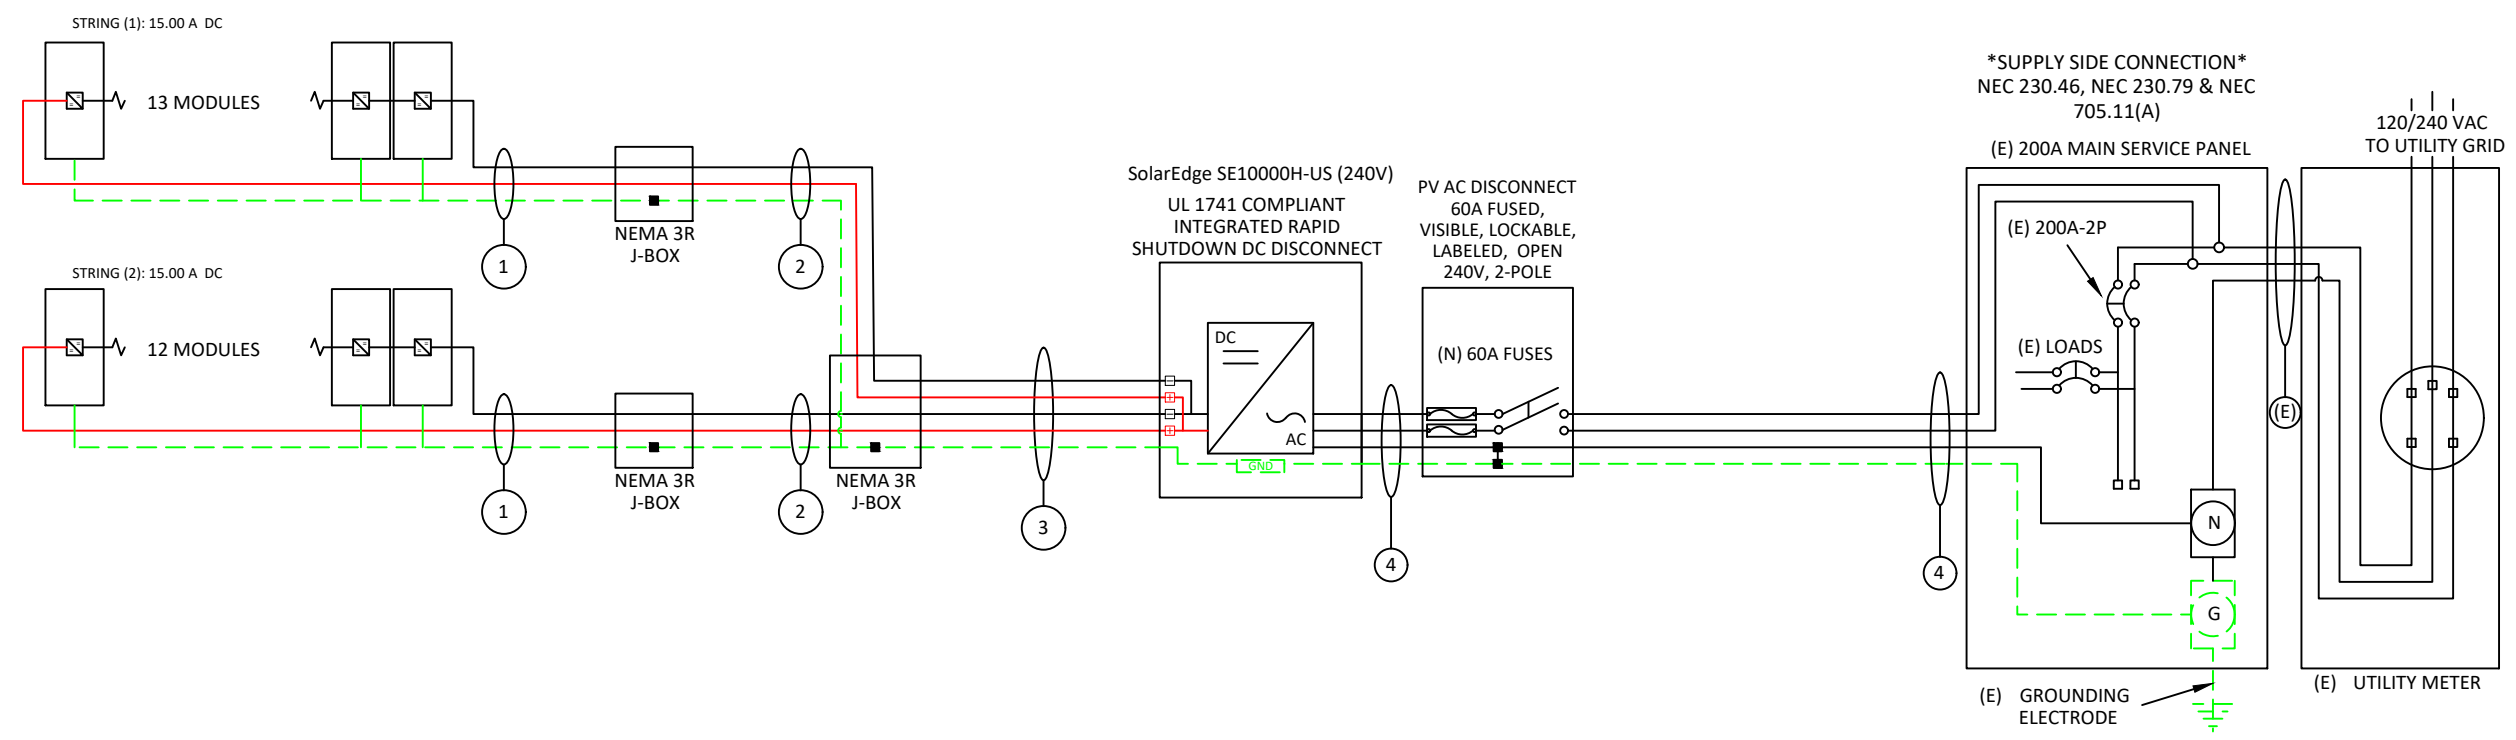 STRING (1): 15.00 A  DC
13 MODULES
1
NEMA 3R
J-BOX
2
STRING (2): 15.00 A  DC
12 MODULES
1
NEMA 3R
J-BOX
2
NEMA 3R
J-BOX
3
SolarEdge SE10000H-US (240V)
UL 1741 COMPLIANT
INTEGRATED RAPID
SHUTDOWN DC DISCONNECT
DC
AC
GND
4
PV AC DISCONNECT
60A FUSED,
VISIBLE, LOCKABLE,
LABELED,  OPEN
240V, 2-POLE
(N) 60A FUSES
4
*SUPPLY SIDE CONNECTION*
NEC 230.46, NEC 230.79 & NEC
705.11(A)
(E) 200A MAIN SERVICE PANEL
(E) 200A-2P
(E) LOADS
N
G
(E) GROUNDING
ELECTRODE
(E)
120/240 VAC
TO UTILITY GRID
(E) UTILITY METER